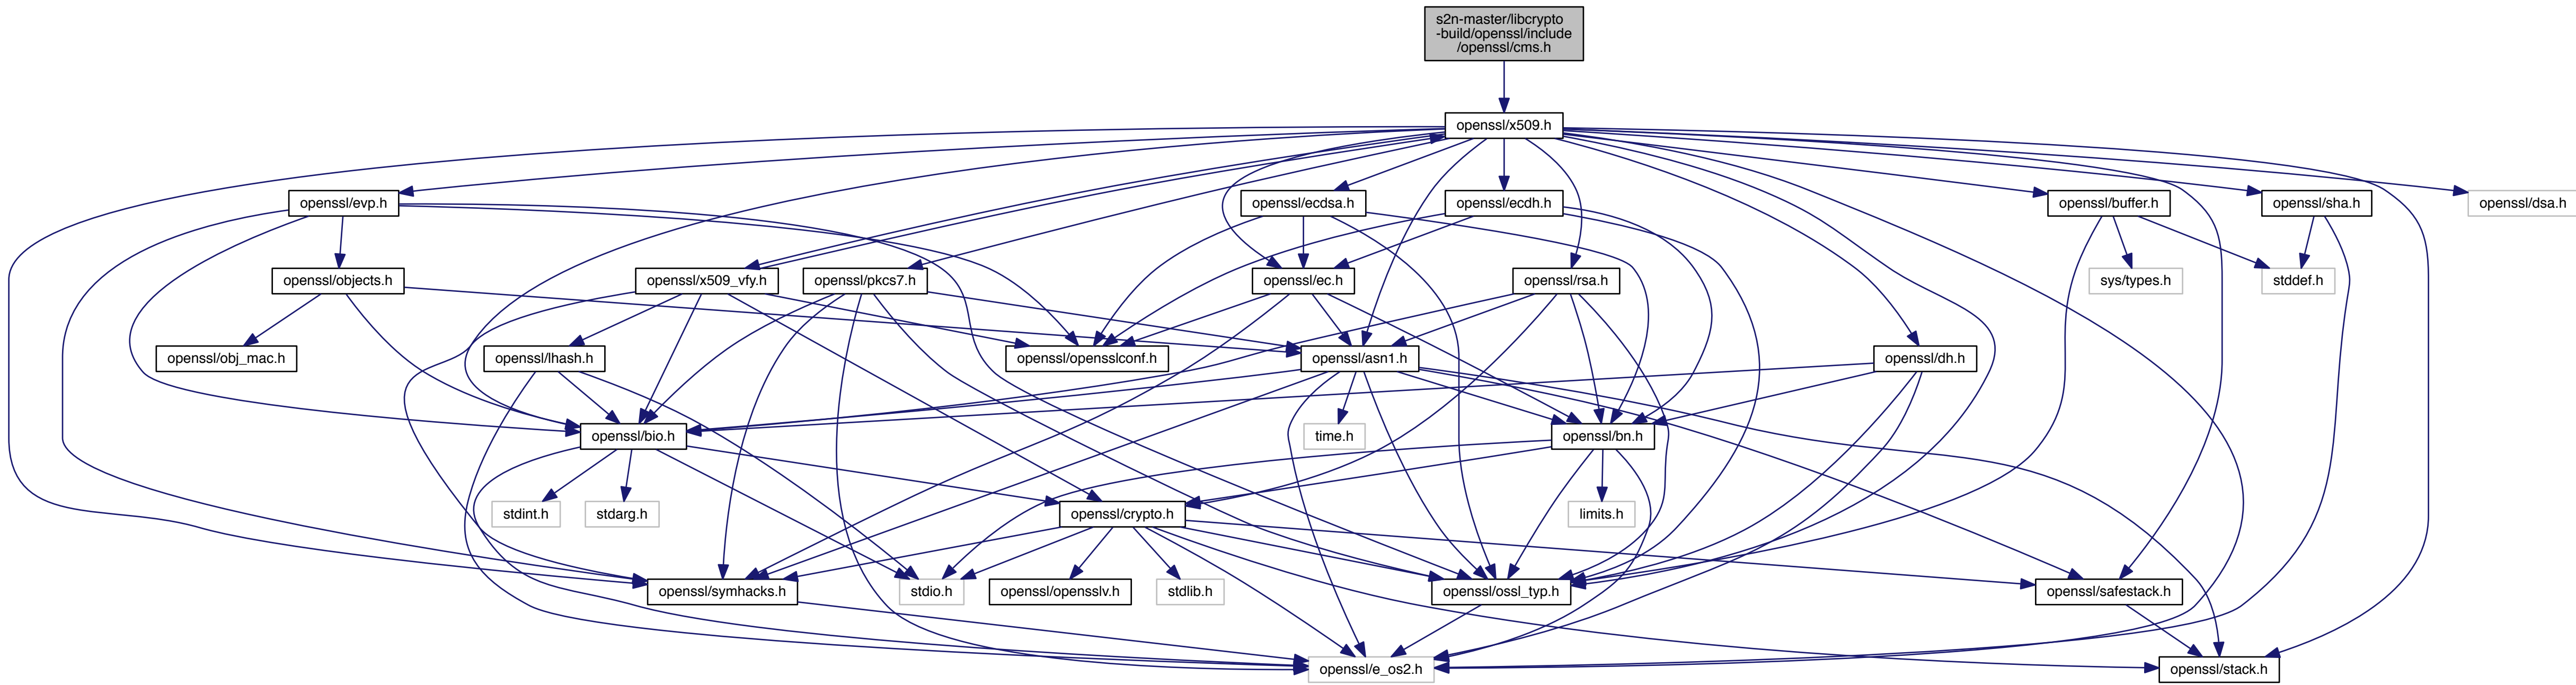 s2n-master/libcrypto
-build/openssl/include
/openssl/cms.h
openssl/x509.h
openssl/evp.h
openssl/ecdsa.h
openssl/ecdh.h
openssl/buffer.h
openssl/sha.h
openssl/dsa.h
openssl/objects.h
openssl/x509_vfy.h
openssl/pkcs7.h
openssl/ec.h
openssl/rsa.h
sys/types.h
stddef.h
openssl/obj_mac.h
openssl/lhash.h
openssl/opensslconf.h
openssl/asn1.h
openssl/dh.h
openssl/bio.h
time.h
openssl/bn.h
stdint.h
stdarg.h
openssl/crypto.h
limits.h
openssl/symhacks.h
stdio.h
openssl/opensslv.h
stdlib.h
openssl/ossl_typ.h
openssl/safestack.h
openssl/e_os2.h
openssl/stack.h